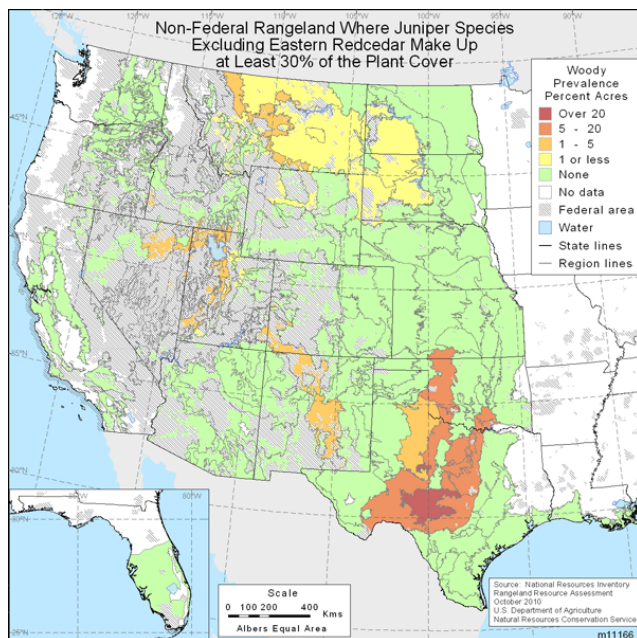 Non-Federal Rangeland Where Juniper Species
Excluding Eastern Redcedar Make Up
at Least 30% of the Plant Cover
Woody
Prevalence
Percent Acres
Over 20
5 - 20
1 - 5
1 or less
None
No data
Federal area
Water
State lines
Region lines
Scale
0 100 200 400 Kms
Albers Equal Area
Source: National Resources Inventory
Rangeland Resource Assessment
October 2010
U.S. Department of Agriculture
Natural Resources Conservation Service
m11166